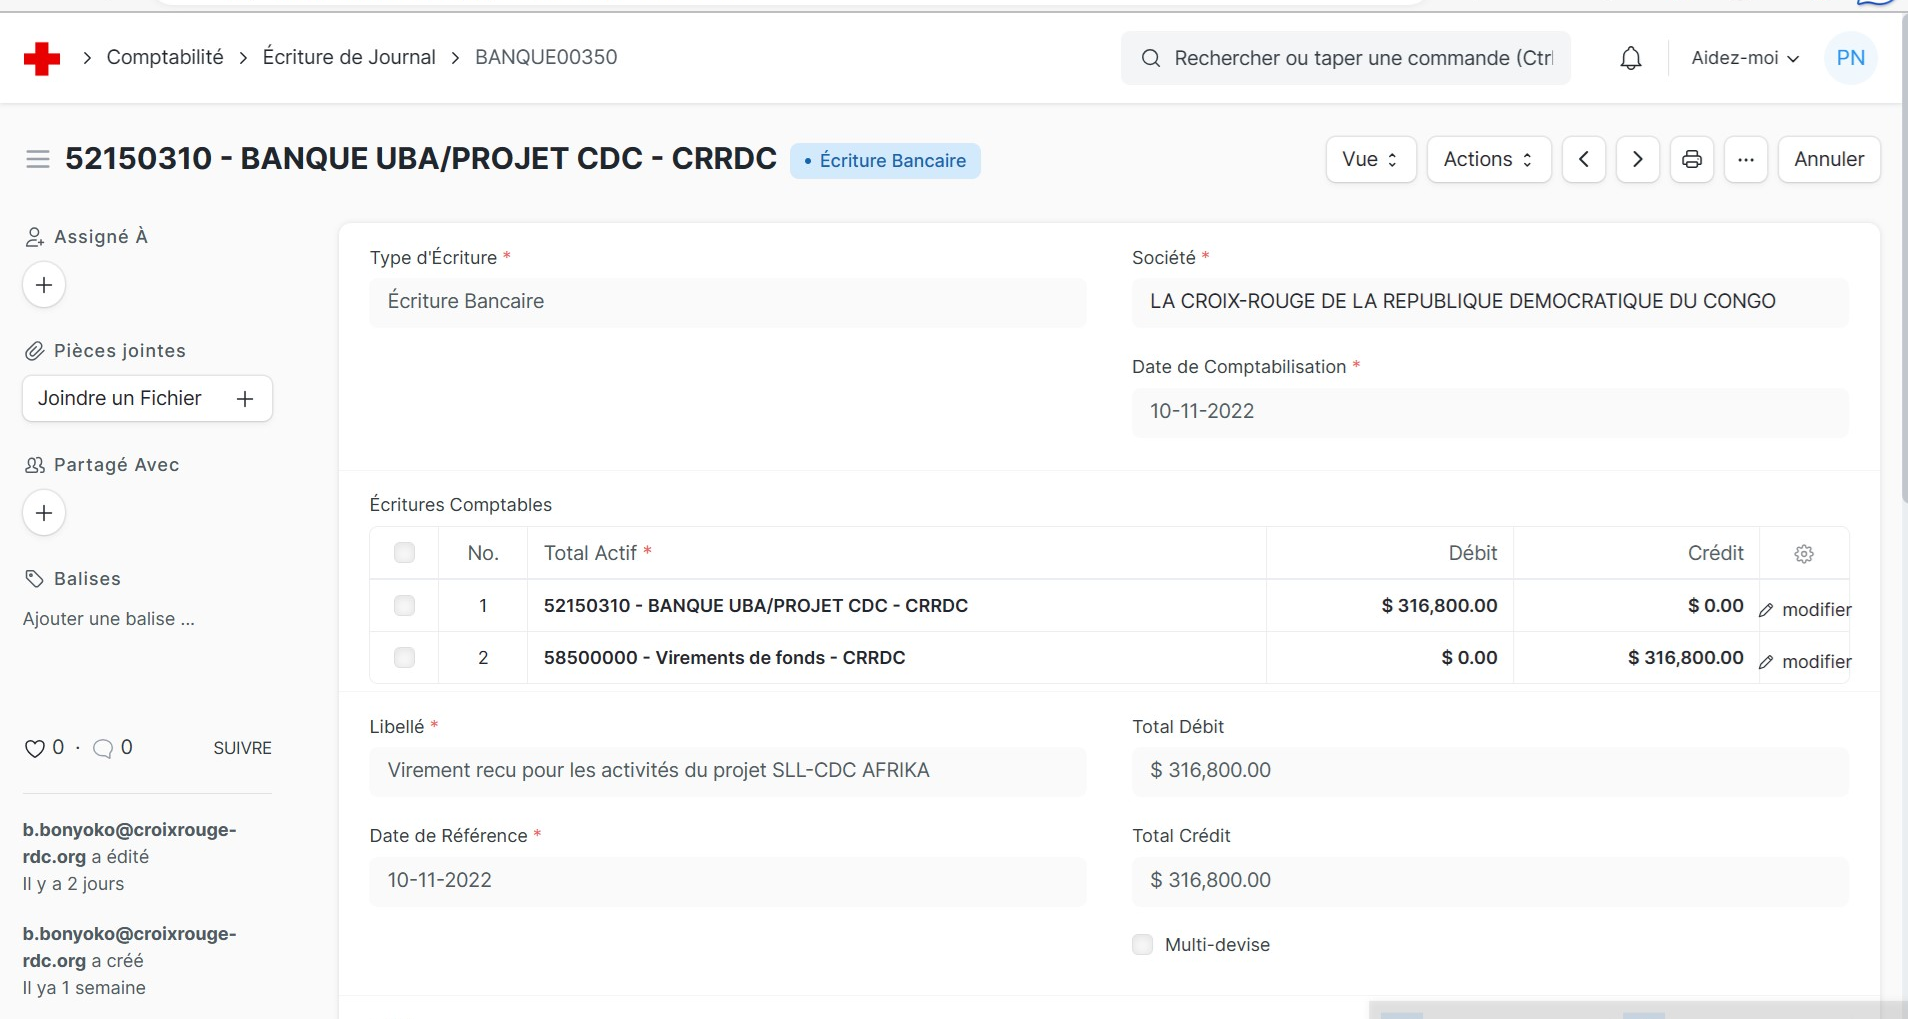 Comptabilité
Écriture de Journal
BANQUE00350
Rechercher ou taper une commande (Ctrl
Aidez-moi
PN
52150310 - BANQUE UBA/PROJET CDC - CRRDC
• Écriture Bancaire
Vue
Actions
Annuler
Assigné À
Pièces jointes
Joindre un Fichier
Partagé Avec
Balises
Ajouter une balise ...
0 · 0
SUIVRE
b.bonyoko@croixrouge-
rdc.org a édité
Il y a 2 jours
b.bonyoko@croixrouge-
rdc.org a créé
Il ya 1 semaine
Type d'Écriture *
Écriture Bancaire
Société *
LA CROIX-ROUGE DE LA REPUBLIQUE DEMOCRATIQUE DU CONGO
Date de Comptabilisation *
10-11-2022
Écritures Comptables
No. Total Actif * Débit Crédit
1 52150310 - BANQUE UBA/PROJET CDC - CRRDC $ 316,800.00 $ 0.00 modifier
2 58500000 - Virements de fonds - CRRDC $ 0.00 $ 316,800.00 modifier
Libellé *
Virement recu pour les activités du projet SLL-CDC AFRIKA
Total Débit
$ 316,800.00
Date de Référence *
10-11-2022
Total Crédit
$ 316,800.00
Multi-devise